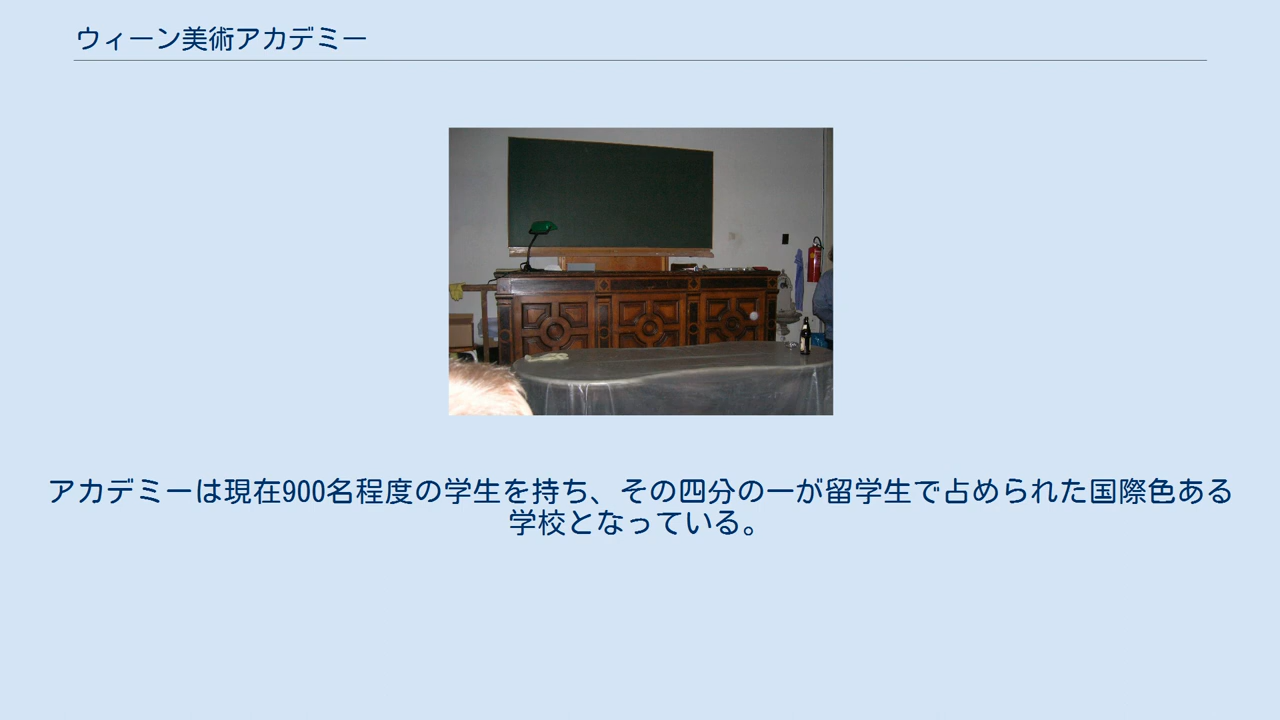 ウィーン美術アカデミー
アカデミーは現在900名程度の学生を持ち、その四分の一が留学生で占められた国際色ある
学校となっている。